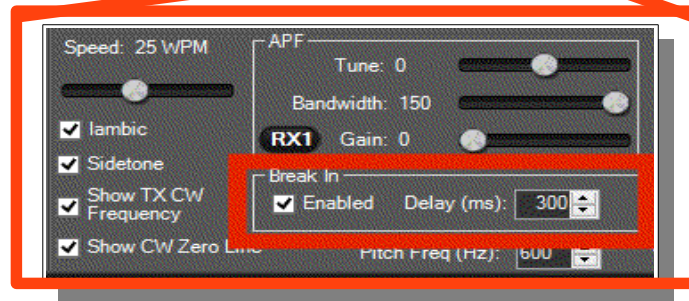 Speed: 25 WPM
Iambic
Sidetone
Show TX CW
Frequency
Show CW Zero Line
APF
Tune: 0
Bandwidth: 150
RX1 Gain: 0
Break In
Enabled Delay (ms): 300
Pitch Freq (Hz): 600